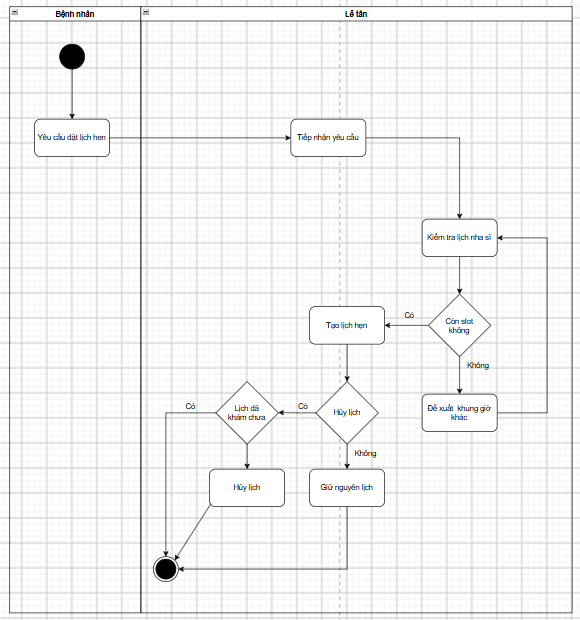 Bệnh nhân
Lễ tân
Yêu cầu đặt lịch hẹn
Tiếp nhận yêu cầu
Kiểm tra lịch nha sĩ
Còn slot
không
Có
Tạo lịch hẹn
Không
Đề xuất khung giờ
khác
Hủy lịch
Có
Lịch đã
khám chưa
Có
Không
Hủy lịch
Giữ nguyên lịch